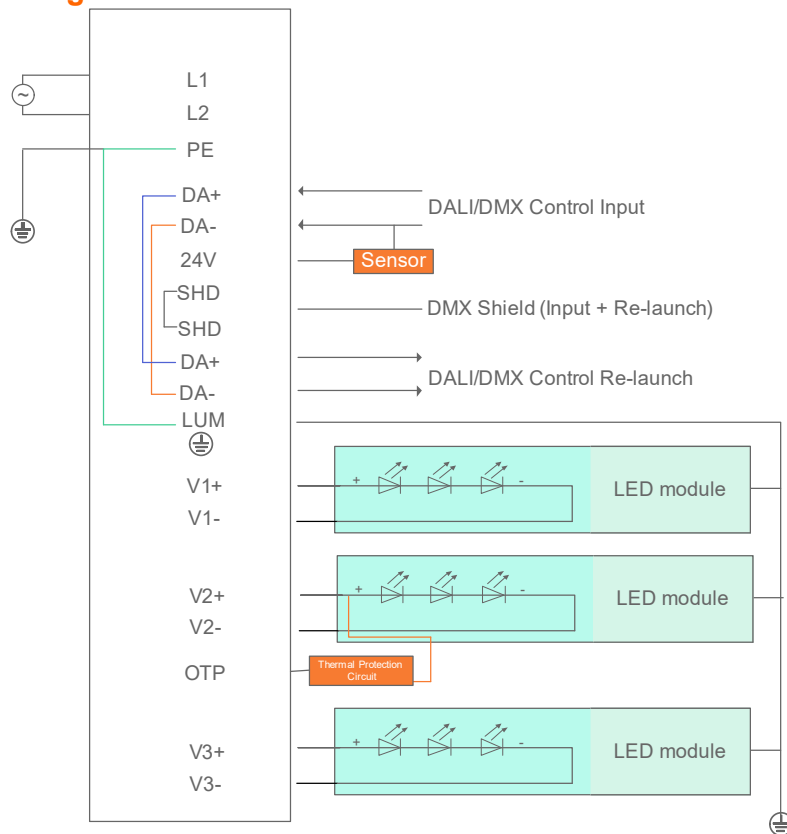 L1
L2
PE
DA+
DALI/DMX Control Input
DA-
24V
Sensor
SHD
DMX Shield (Input + Re-launch)
SHD
DA+
DALI/DMX Control Re-launch
DA-
LUM
V1+
+
-
LED module
V1-
V2+
+
-
LED module
V2-
OTP
Thermal Protection
Circuit
V3+
+
-
LED module
V3-